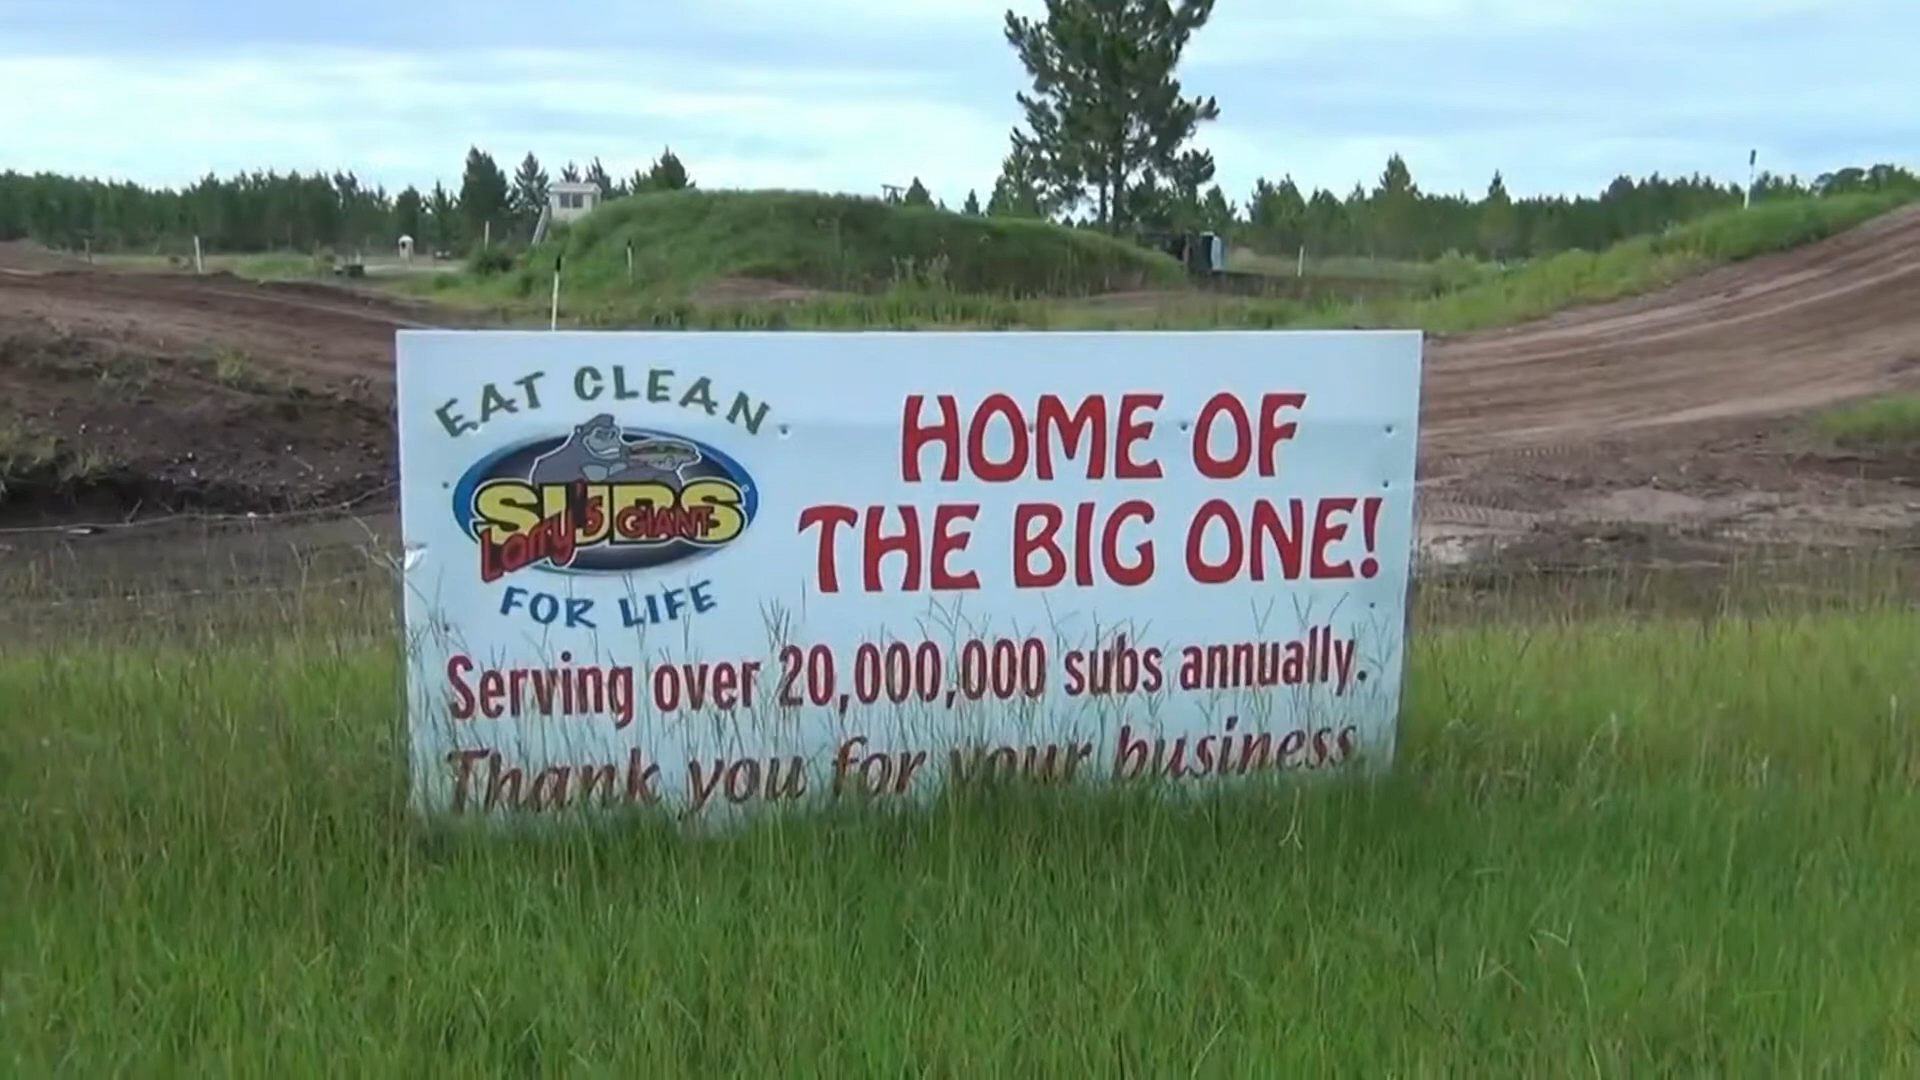 EAT CLEAN
SUBS
Larry's GIANT
FOR LIFE
HOME OF
THE BIG ONE!
Serving over 20,000,000 subs annually.
Thank you for your business